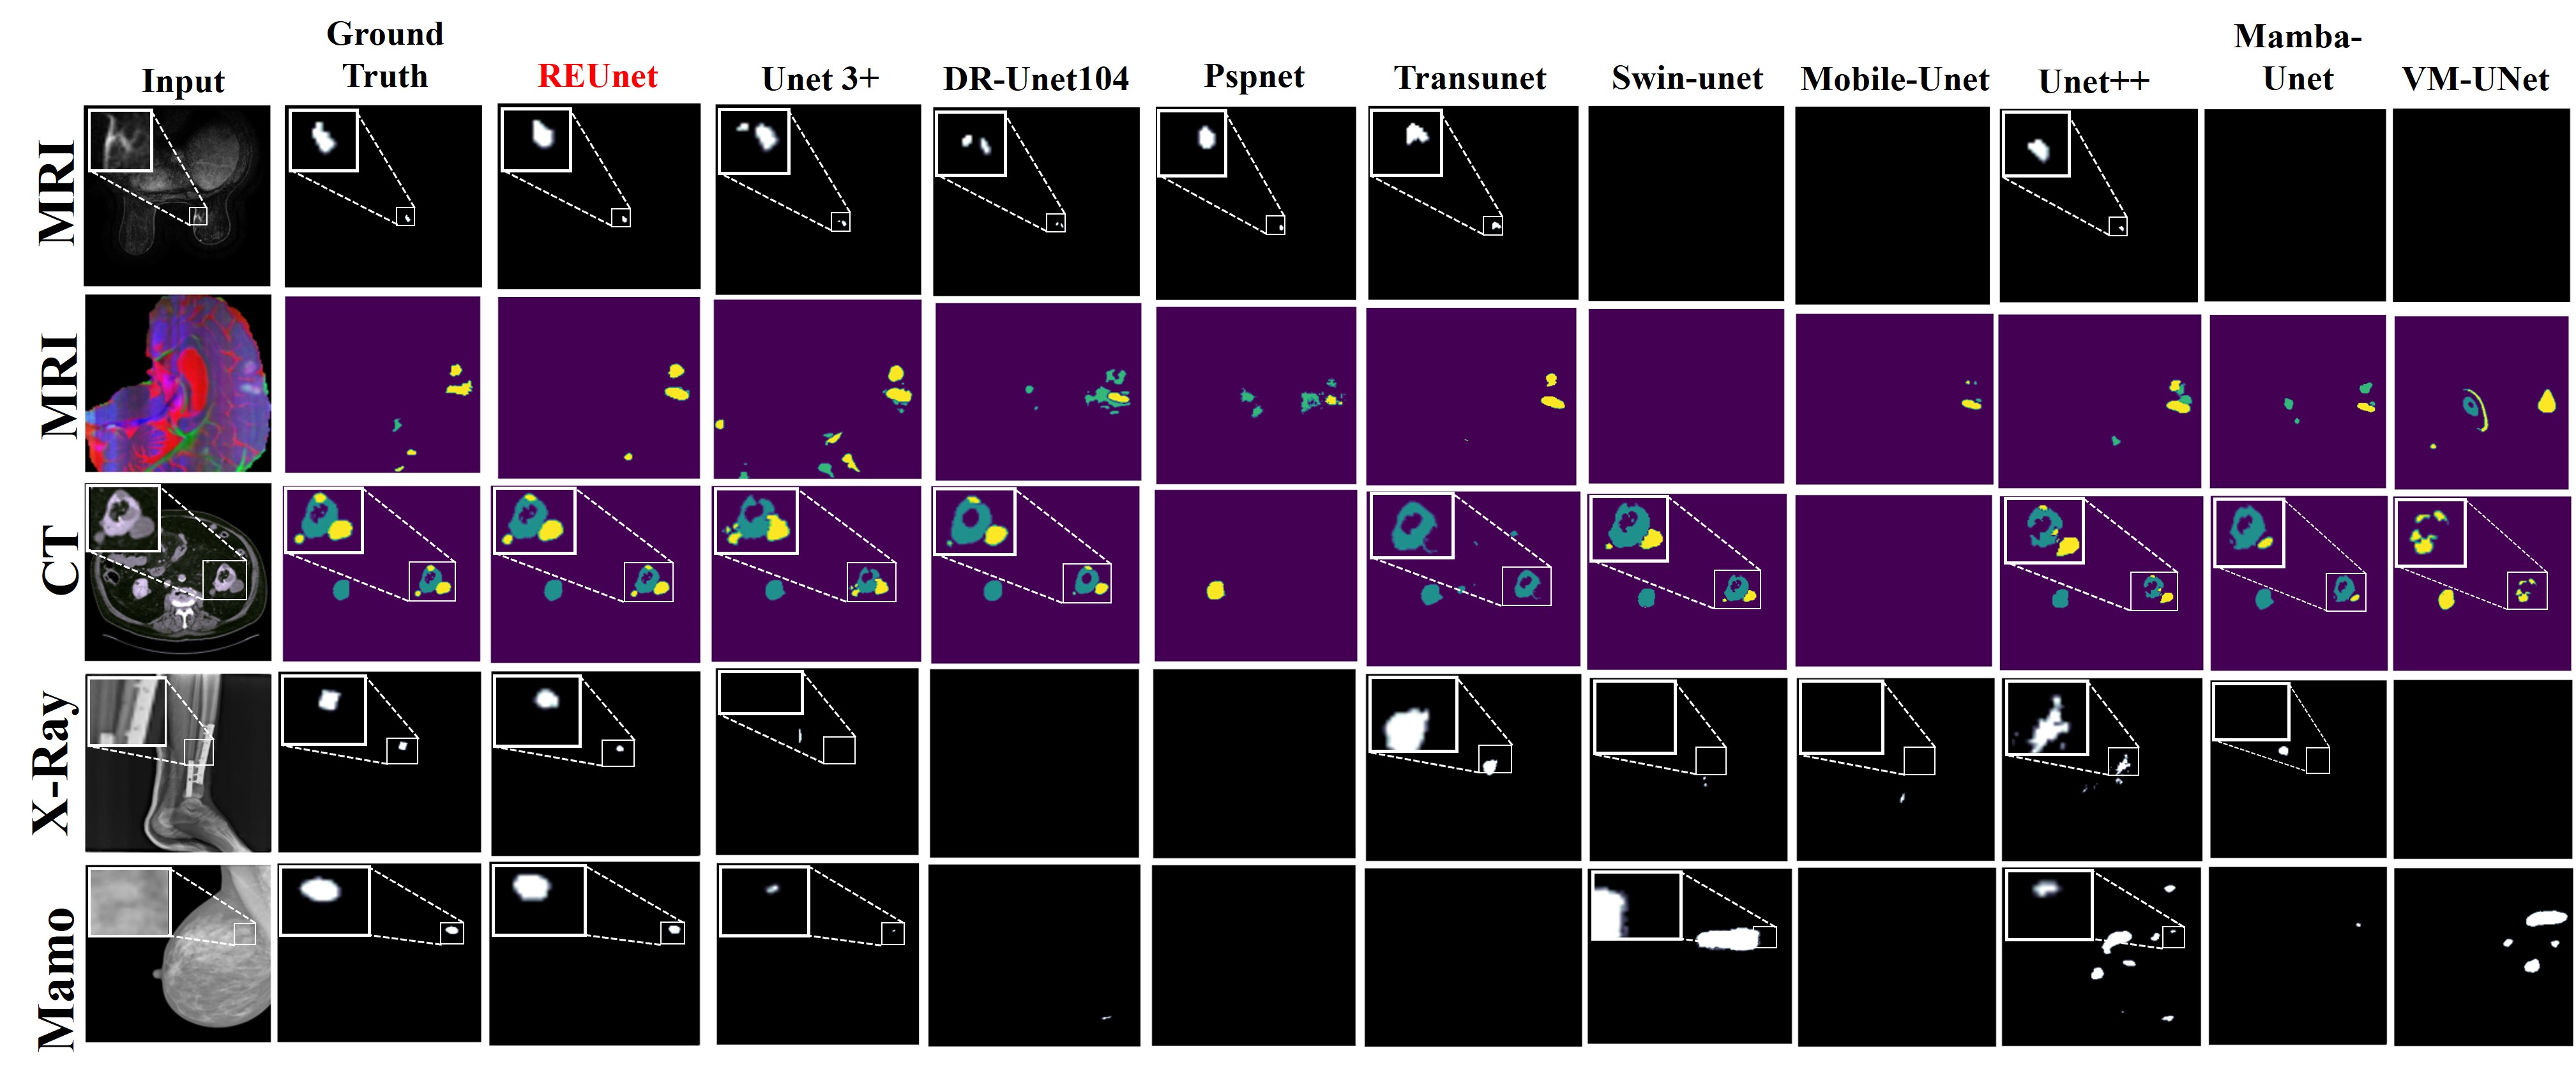 Input
Ground
Truth
REUnet
Unet 3+
DR-Unet104
Pspnet
Transunet
Swin-unet
Mobile-Unet
Unet++
Mamba-
Unet
VM-UNet
MRI
MRI
CT
X-Ray
Mamo